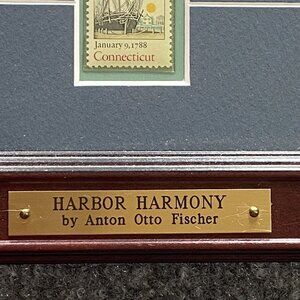 January 9, 1788
Connecticut
HARBOR HARMONY
by Anton Otto Fischer